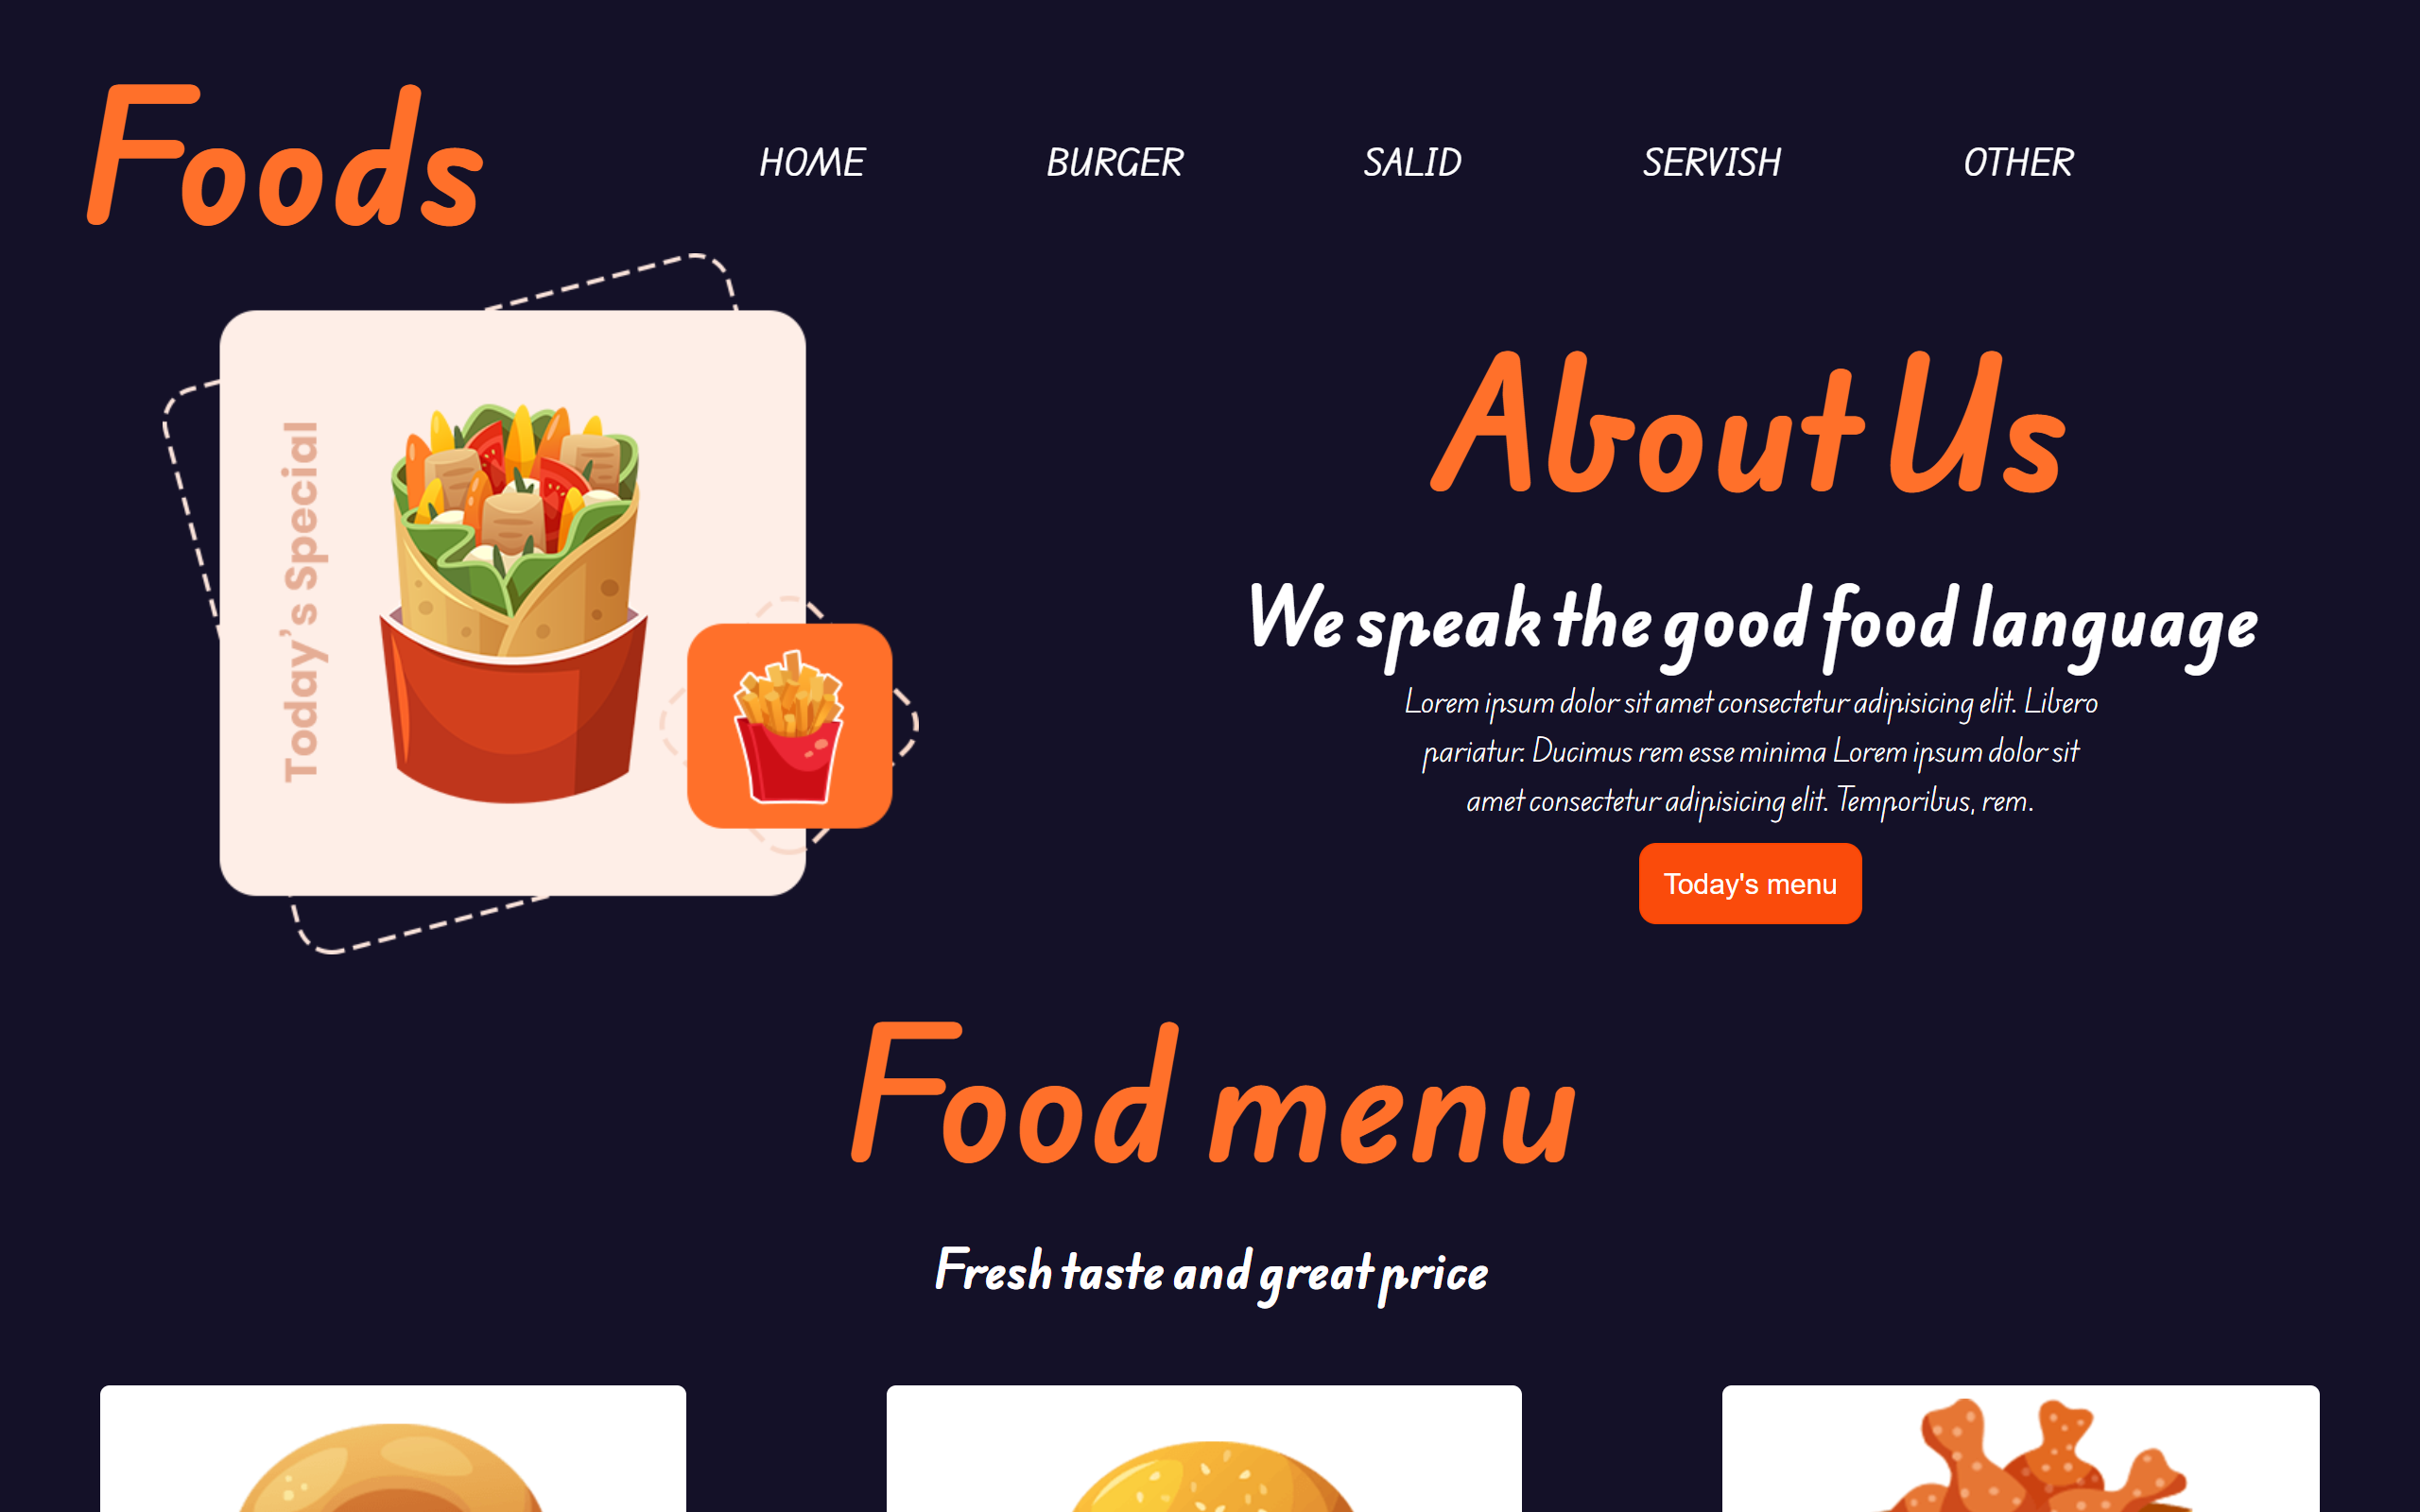 Foods
HOME
BURGER
SALID
SERVISH
OTHER
Today's Special
About Us
We speak the good food language
Lorem ipsum dolor sit amet consectetur adipisicing elit. Libero
pariatur. Ducimus rem esse minima Lorem ipsum dolor sit
amet consectetur adipisicing elit. Temporibus, rem.
Today's menu
Food menu
Fresh taste and great price